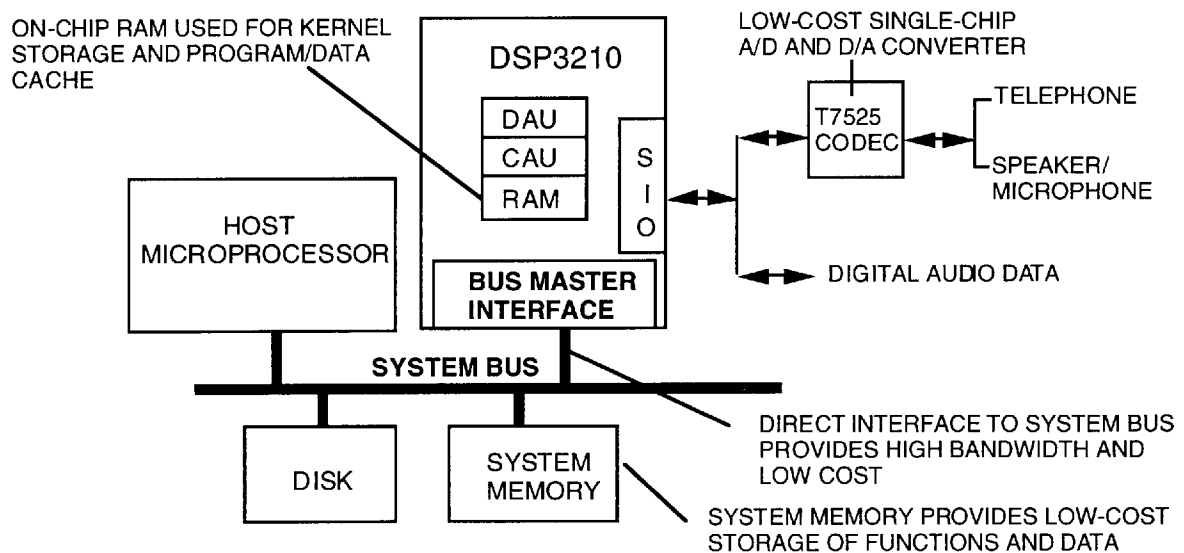 ON-CHIP RAM USED FOR KERNEL
STORAGE AND PROGRAM/DATA
CACHE
DSP3210
DAU
CAU
RAM
S
I
O
BUS MASTER
INTERFACE
LOW-COST SINGLE-CHIP
A/D AND D/A CONVERTER
T7525
CODEC
TELEPHONE
SPEAKER/
MICROPHONE
DIGITAL AUDIO DATA
HOST
MICROPROCESSOR
SYSTEM BUS
DISK
SYSTEM
MEMORY
DIRECT INTERFACE TO SYSTEM BUS
PROVIDES HIGH BANDWIDTH AND
LOW COST
SYSTEM MEMORY PROVIDES LOW-COST
STORAGE OF FUNCTIONS AND DATA